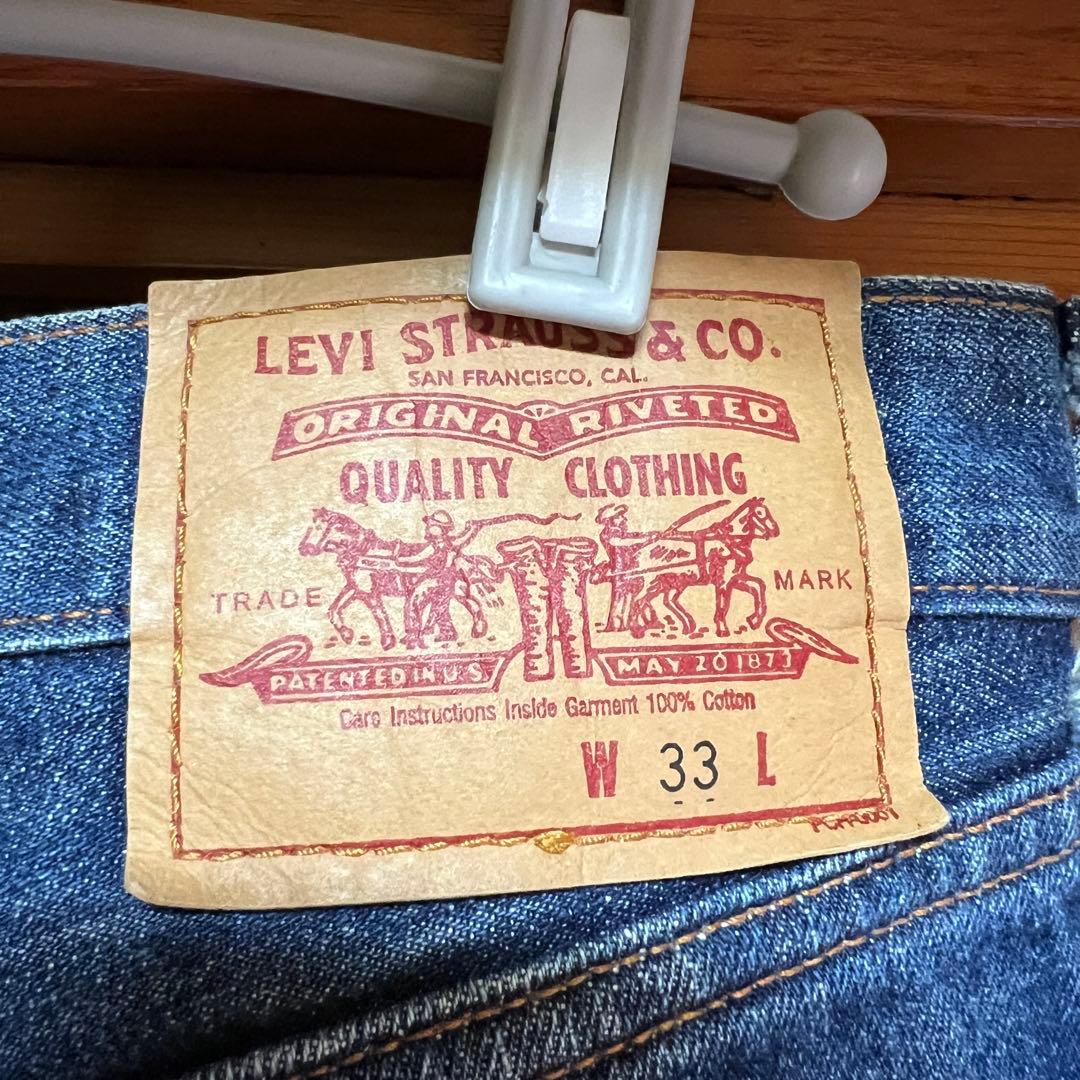 LEVI STRAUSS & CO.
SAN FRANCISCO, CAL.
ORIGINAL RIVETED
QUALITY CLOTHING
TRADE MARK
PATENTED IN U.S. MAY 20 1873
Care Instructions Inside Garment 100% Cotton
W 33 L